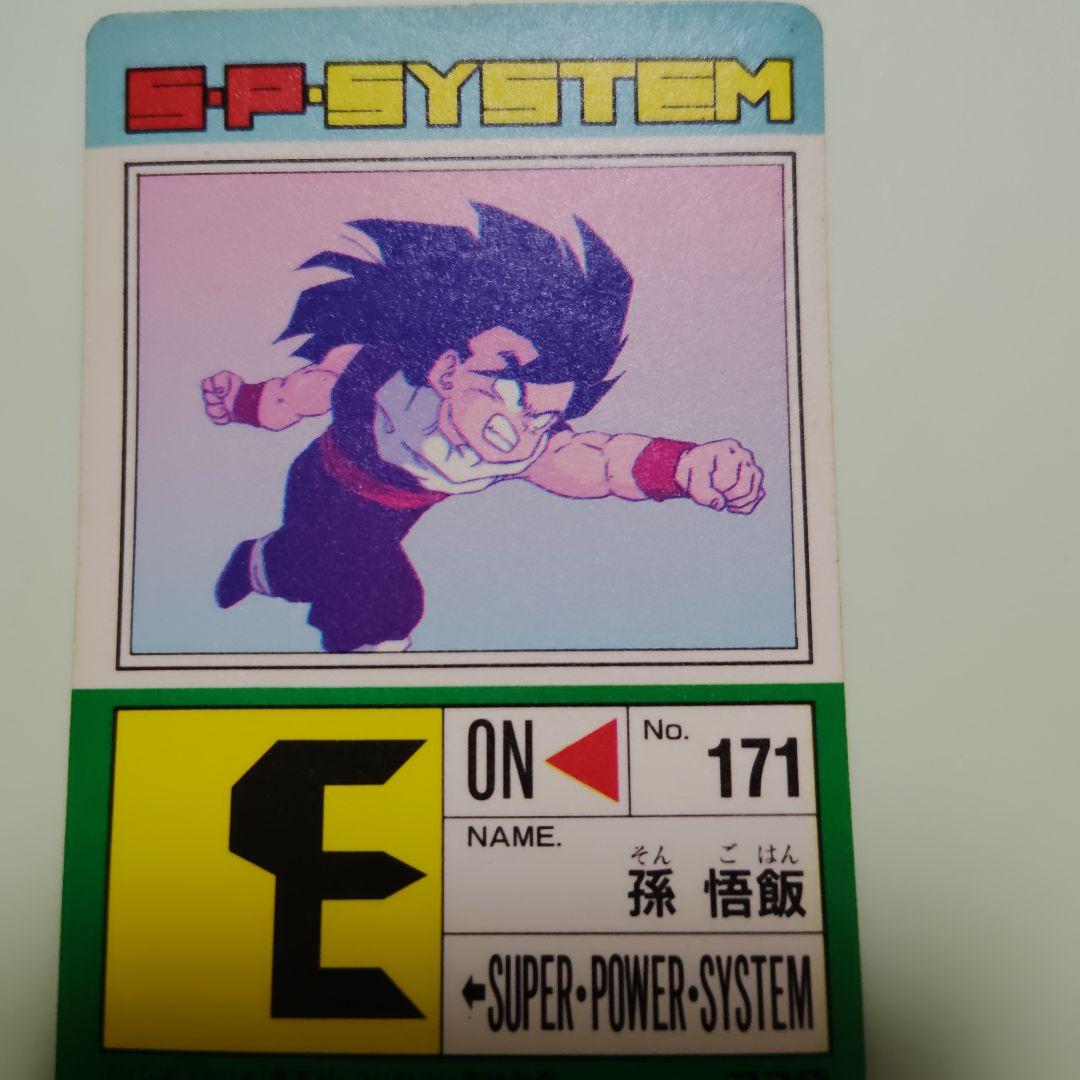 S・P・SYSTEM
E
ON
No. 171
NAME.
そん ご はん
孫 悟飯
←SUPER・POWER・SYSTEM